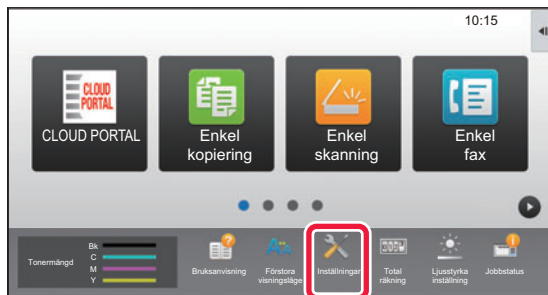 10:15
CLOUD
PORTAL
CLOUD PORTAL
Enkel
kopiering
Enkel
skanning
Enkel
fax
Tonermängd
Bk
C
M
Y
Bruksanvisning
Förstora
visningsläge
Inställningar
Total
räkning
Ljusstyrka
inställning
Jobbstatus